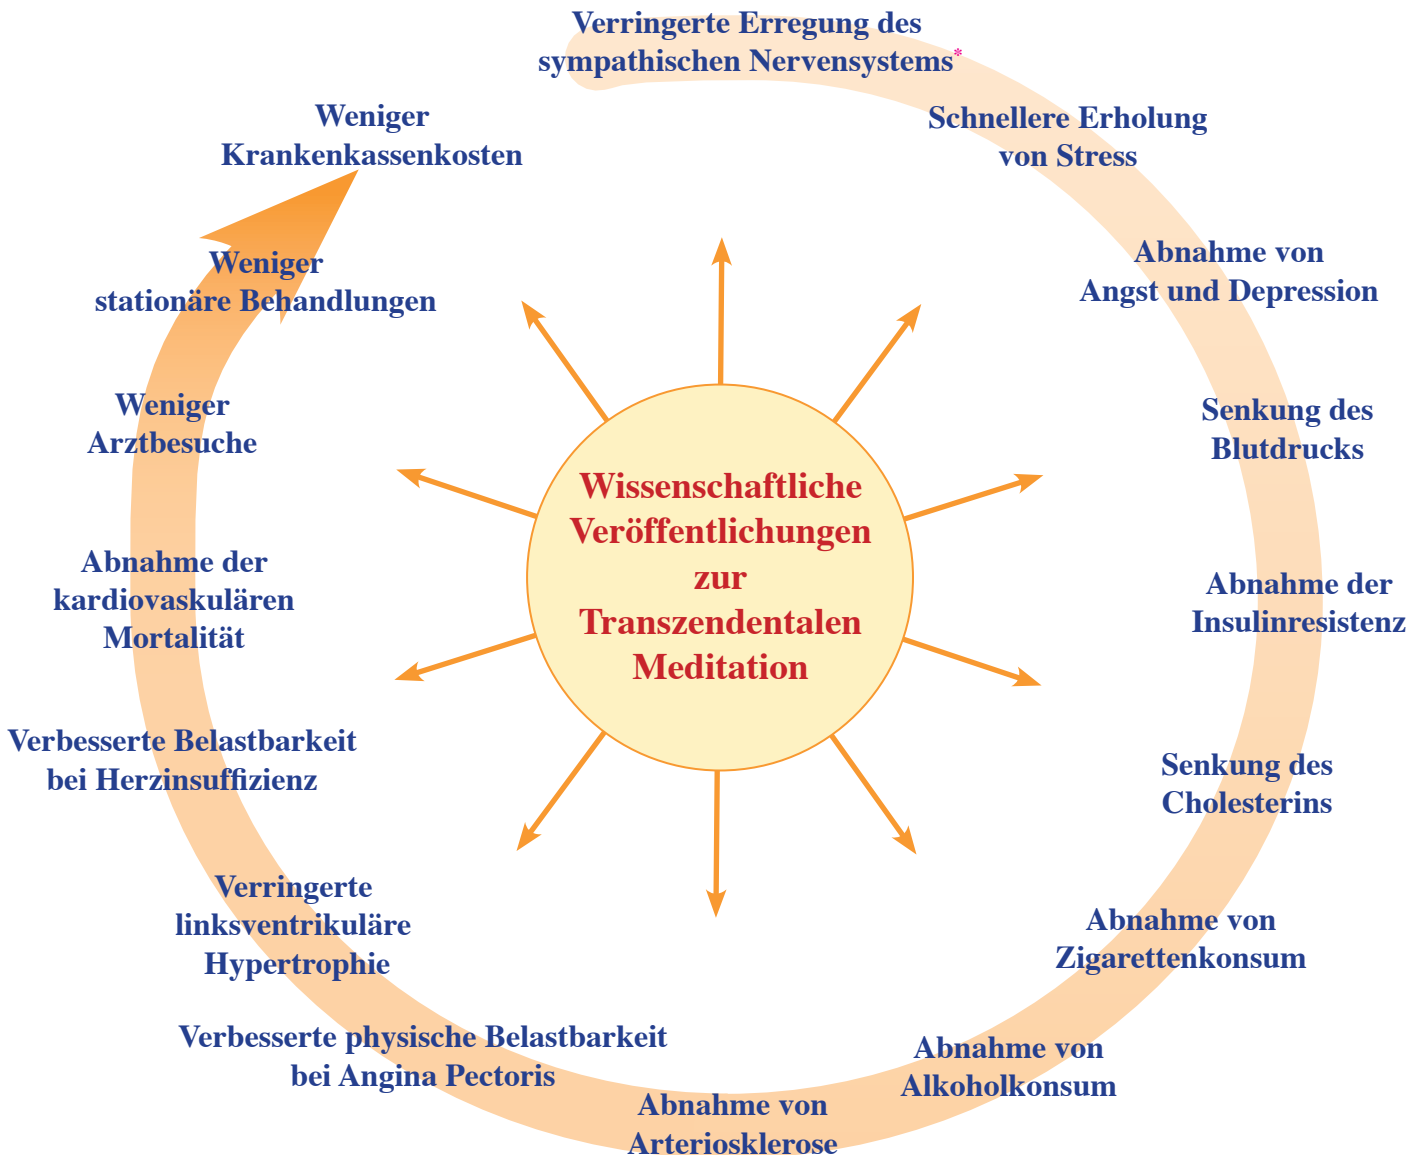 Verringerte Erregung des
sympathischen Nervensystems*
Schnellere Erholung
von Stress
Abnahme von
Angst und Depression
Senkung des
Blutdrucks
Abnahme der
Insulinresistenz
Senkung des
Cholesterins
Abnahme von
Zigarettenkonsum
Abnahme von
Alkoholkonsum
Abnahme von
Arteriosklerose
Verbesserte physische Belastbarkeit
bei Angina Pectoris
Verringerte
linksventrikuläre
Hypertrophie
Verbesserte Belastbarkeit
bei Herzinsuffizienz
Abnahme der
kardiovaskulären
Mortalität
Weniger
Arztbesuche
Weniger
stationäre Behandlungen
Weniger
Krankenkassenkosten
Wissenschaftliche
Veröffentlichungen
zur
Transzendentalen
Meditation